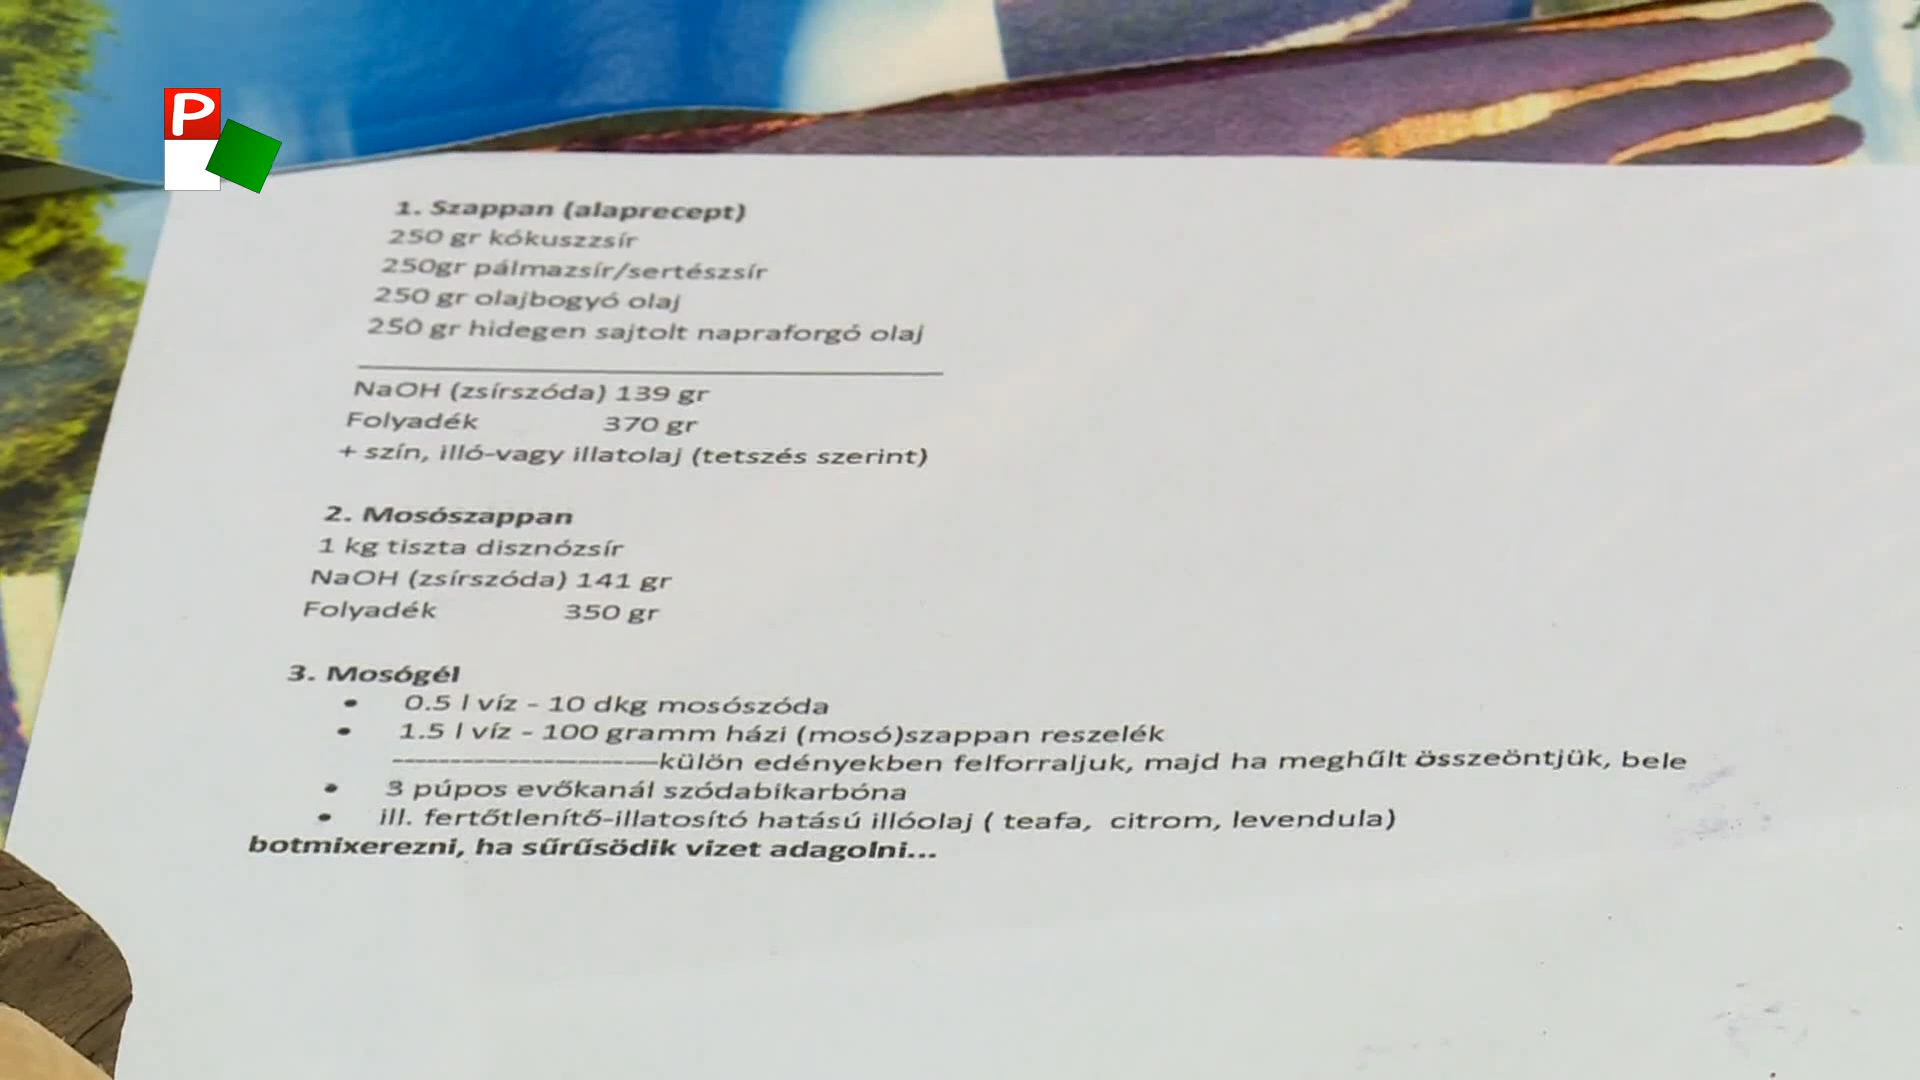 P
1. Szappan (alaprecept)
250 gr kókuszzsír
250gr pálmazsír/sertészsír
250 gr olajbogyó olaj
250 gr hidegen sajtolt napraforgó olaj
NaOH (zsírszóda) 139 gr
Folyadék 370 gr
+ szín, illó-vagy illatolaj (tetszés szerint)
2. Mosószappan
1 kg tiszta disznózsír
NaOH (zsírszóda) 141 gr
Folyadék 350 gr
3. Mosógél
• 0.5 l víz - 10 dkg mosószóda
• 1.5 l víz - 100 gramm házi (mosó)szappan reszelék
-----------------------külön edényekben felforraljuk, majd ha meghűlt összeöntjük, bele
• 3 púpos evőkanál szódabikarbóna
• ill. fertőtlenítő-illatosító hatású illóolaj ( teafa, citrom, levendula)
botmixerezni, ha sűrűsödik vizet adagolni...